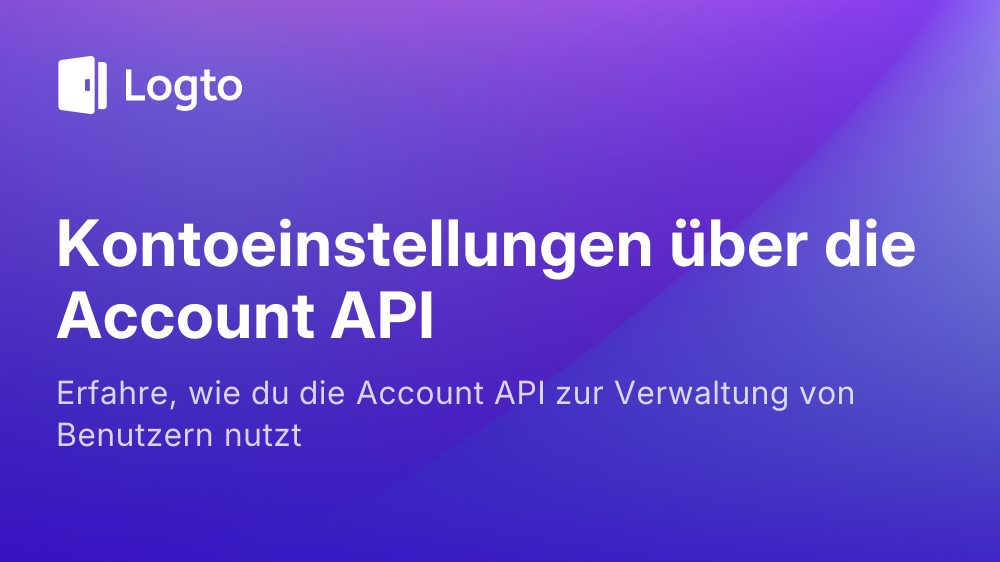 Logto
Kontoeinstellungen über die
Account API
Erfahre, wie du die Account API zur Verwaltung von
Benutzern nutzt